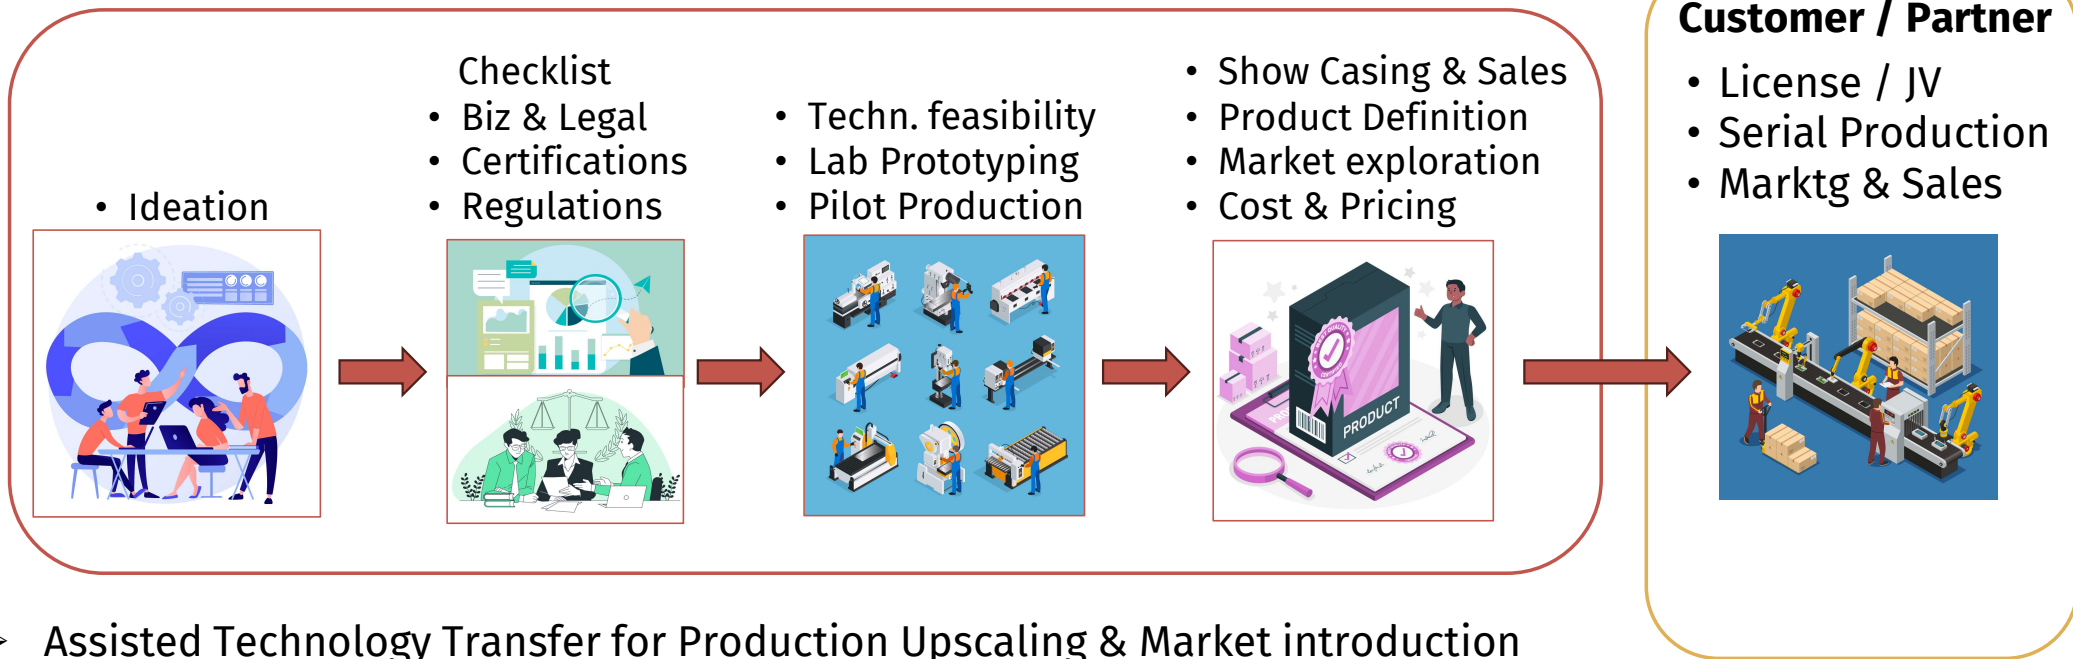 • Ideation
Checklist
• Biz & Legal
• Certifications
• Regulations
• Techn. feasibility
• Lab Prototyping
• Pilot Production
• Show Casing & Sales
• Product Definition
• Market exploration
• Cost & Pricing
PRODUCT
Customer / Partner
• License / JV
• Serial Production
• Marktg & Sales
Assisted Technology Transfer for Production Upscaling & Market introduction